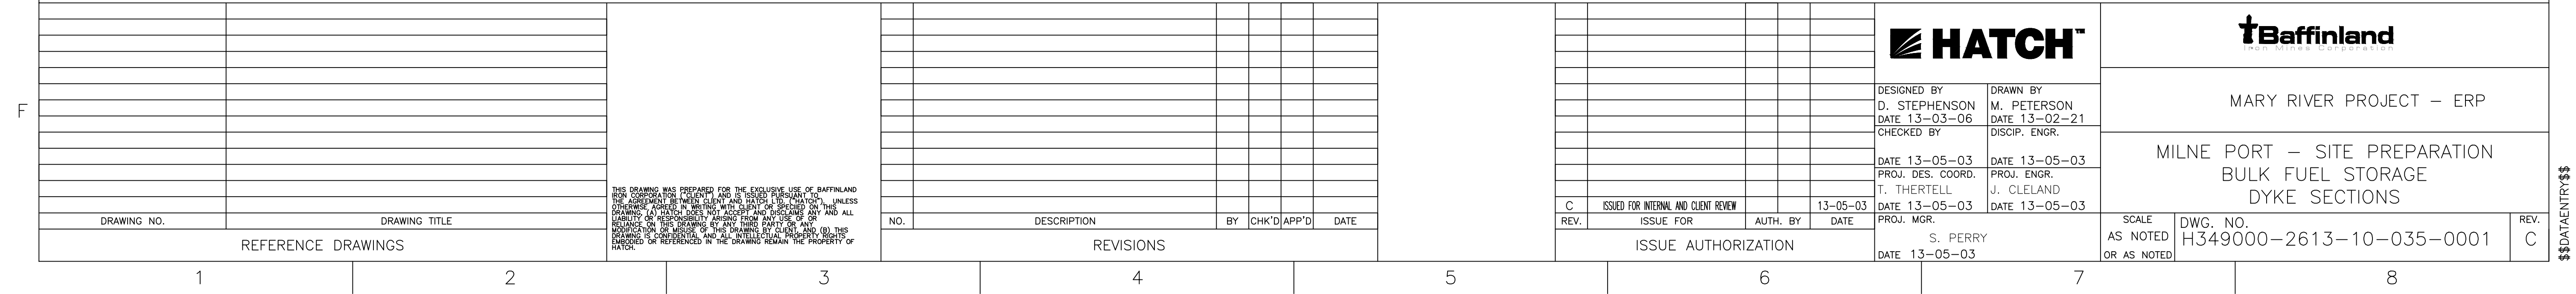 F
DRAWING NO.
DRAWING TITLE
REFERENCE DRAWINGS
THIS DRAWING WAS PREPARED FOR THE EXCLUSIVE USE OF BAFFINLAND
IRON CORPORATION ("CLIENT") AND IS ISSUED PURSUANT TO
THE AGREEMENT BETWEEN CLIENT AND HATCH LTD. ("HATCH"). UNLESS
OTHERWISE AGREED IN WRITING WITH CLIENT OR SPECIED ON THIS
DRAWING, (A) HATCH DOES NOT ACCEPT AND DISCLAIMS ANY AND ALL
LIABILITY OR RESPONSIBILITY ARISING FROM ANY USE OF OR
RELIANCE ON THIS DRAWING BY ANY THIRD PARTY OR ANY
MODIFICATION OR MISUSE OF THIS DRAWING BY CLIENT, AND (B) THIS
DRAWING IS CONFIDENTIAL AND ALL INTELLECTUAL PROPERTY RIGHTS
EMBODIED OR REFERENCED IN THE DRAWING REMAIN THE PROPERTY OF
HATCH.
NO.
DESCRIPTION
BY
CHK'D
APP'D
DATE
REVISIONS
C
ISSUED FOR INTERNAL AND CLIENT REVIEW
13-05-03
REV.
ISSUE FOR
AUTH. BY
DATE
ISSUE AUTHORIZATION
HATCH™
DESIGNED BY
D. STEPHENSON
DATE 13-03-06
DRAWN BY
M. PETERSON
DATE 13-02-21
CHECKED BY
DATE 13-05-03
DISCIP. ENGR.
DATE 13-05-03
PROJ. DES. COORD.
T. THERTELL
DATE 13-05-03
PROJ. ENGR.
J. CLELAND
DATE 13-05-03
PROJ. MGR.
S. PERRY
DATE 13-05-03
Baffinland
Iron Mines Corporation
MARY RIVER PROJECT – ERP
MILNE PORT – SITE PREPARATION
BULK FUEL STORAGE
DYKE SECTIONS
SCALE
AS NOTED
OR AS NOTED
DWG. NO.
H349000-2613-10-035-0001
REV.
C
$$DATAENTRY$$
1
2
3
4
5
6
7
8